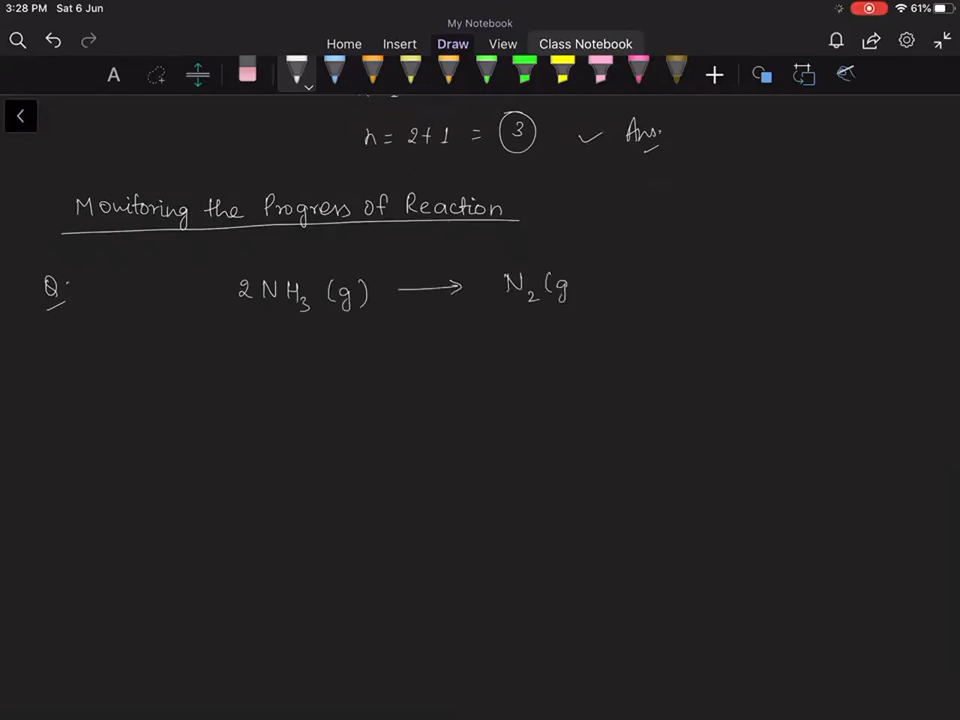 3:28 PM Sat 6 Jun
61%
My Notebook
Home Insert Draw View Class Notebook
A
n = 2 + 1 = 3 ✓ Ans.
Monitoring the Progress of Reaction
Q. 2NH₃ (g) ⟶ N₂ (g